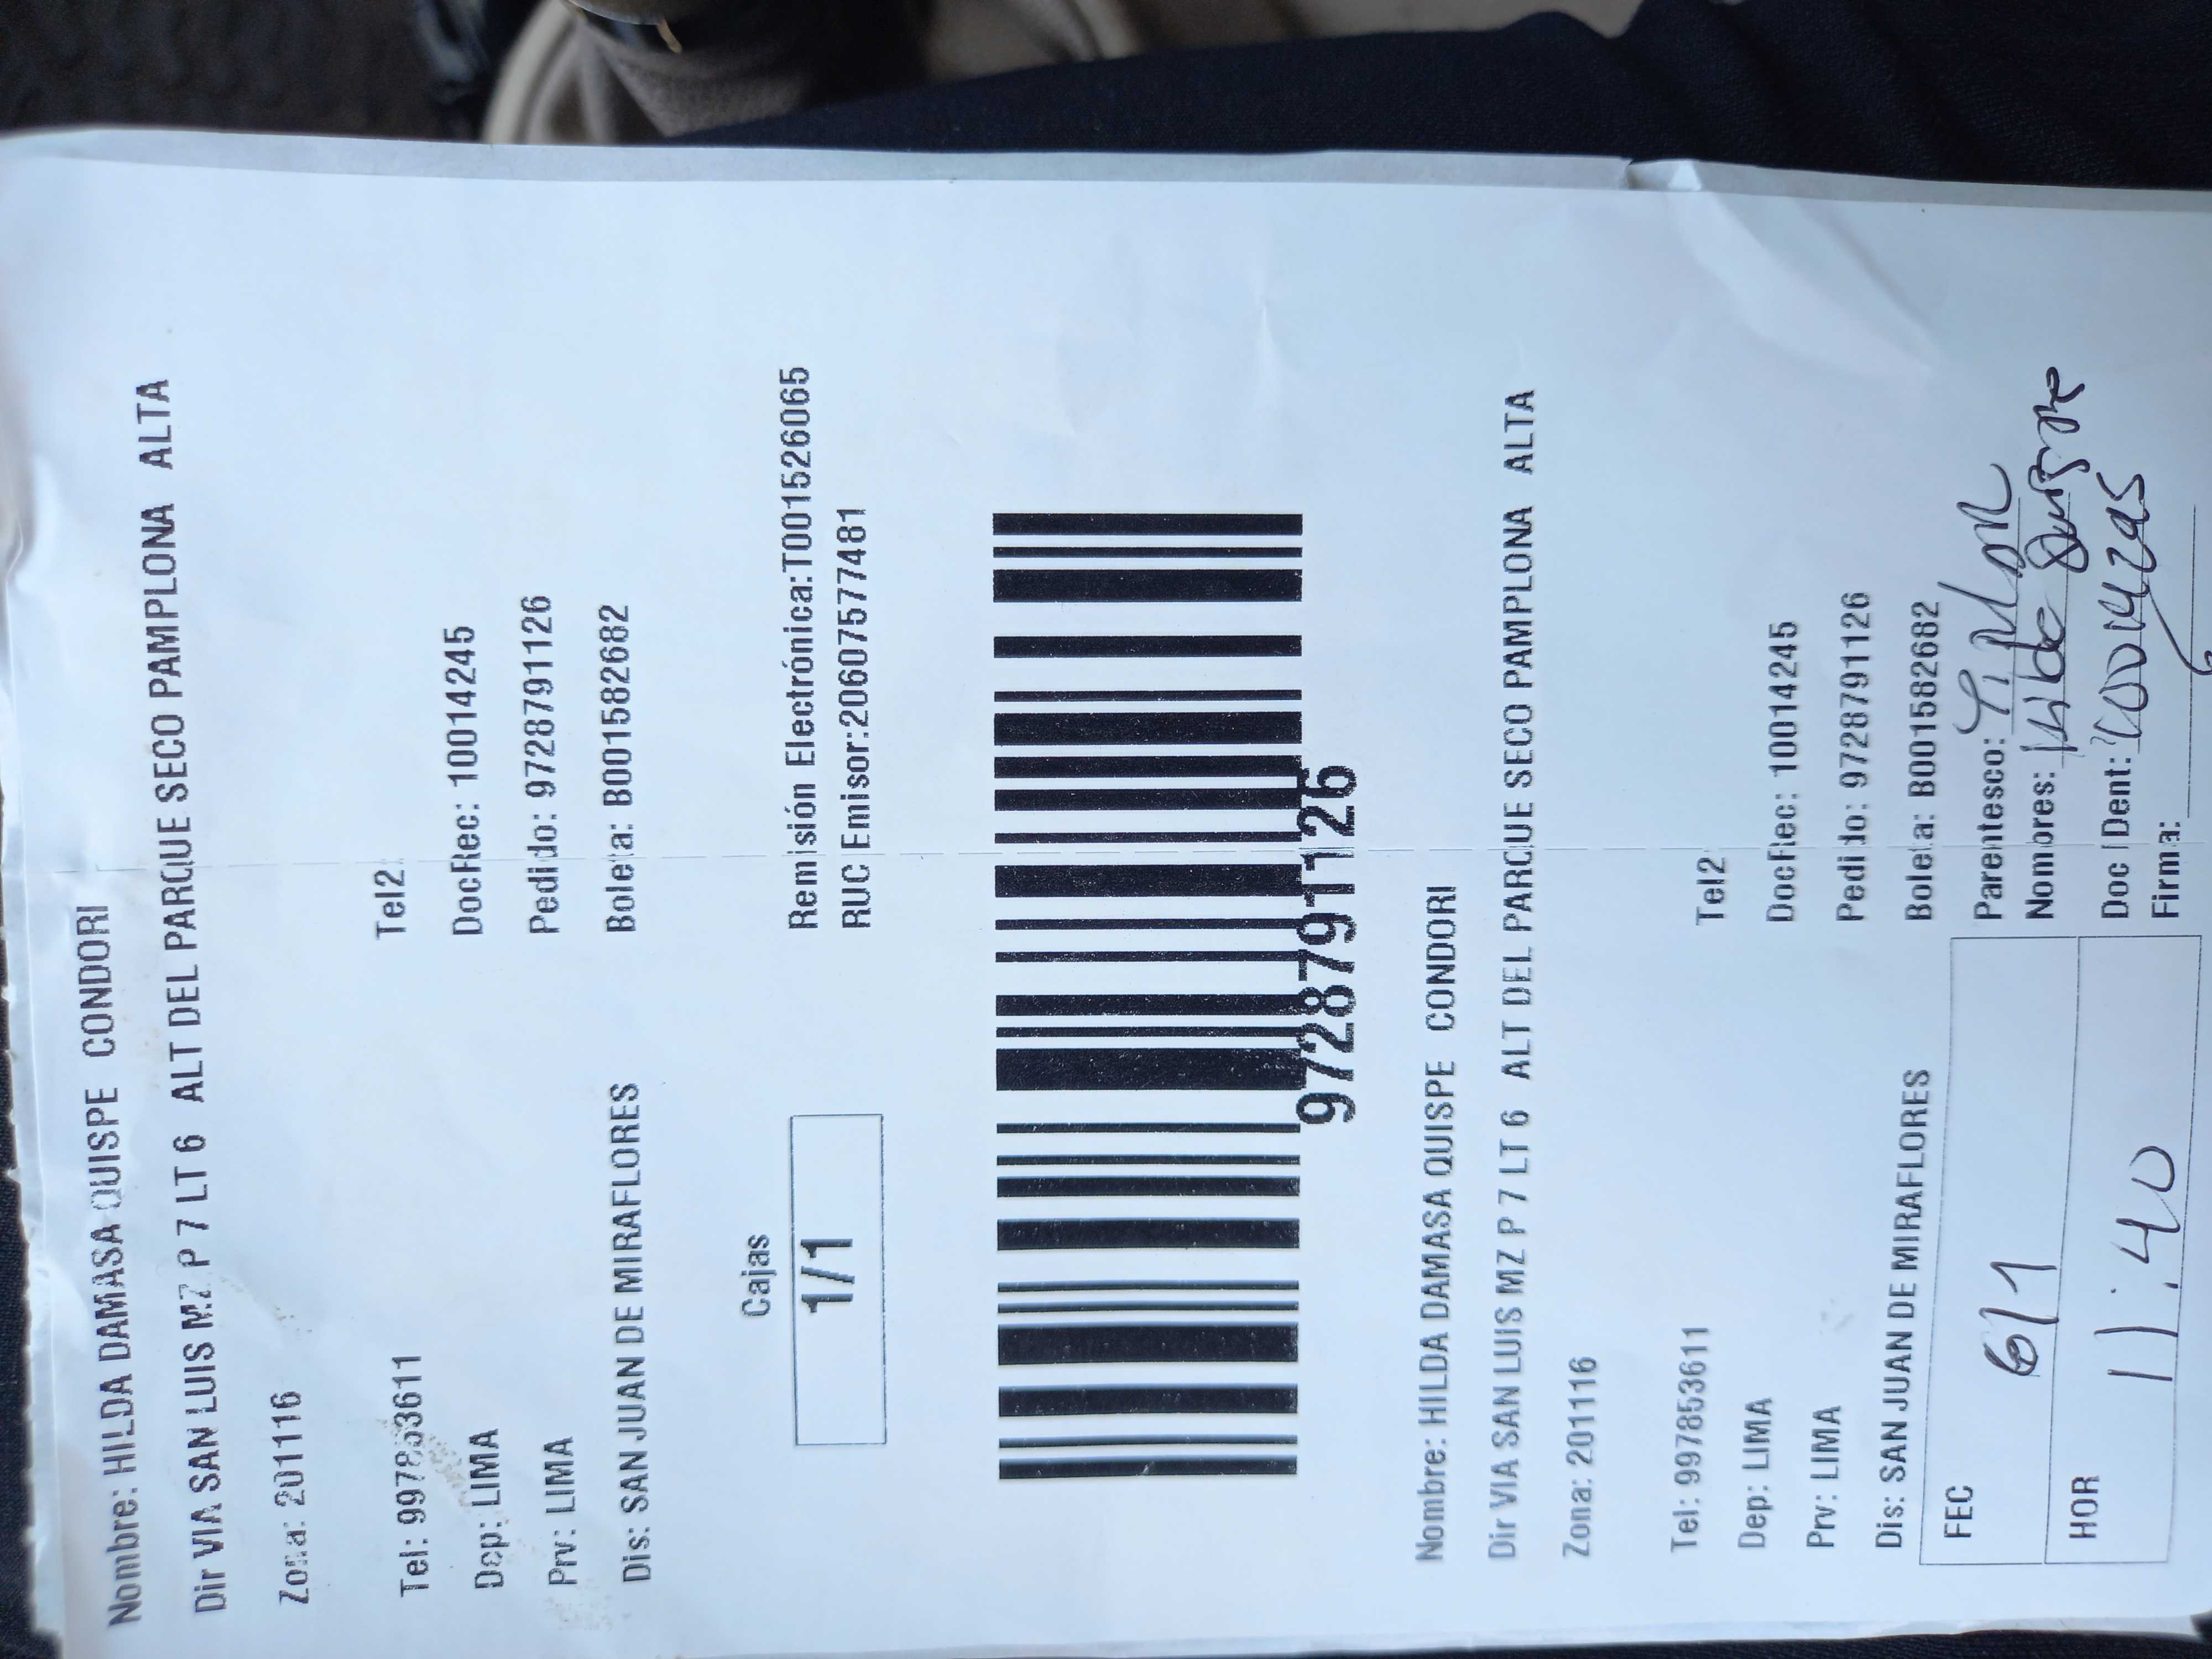 Nombre: HILDA DAMASA QUISPE CONDORI
Dir VIA SAN LUIS MZ P 7 LT 6 ALT DEL PARQUE SECO PAMPLONA ALTA
Zona: 201116
Tel: 997853611 Tel2
Dep: LIMA DocRec: 10014245
Prv: LIMA Pedido: 9728791126
Dis: SAN JUAN DE MIRAFLORES Boleta: B001582682
Cajas
1/1
Remisión Electrónica:T001526065
RUC Emisor:20607577481
9728791126
Nombre: HILDA DAMASA QUISPE CONDORI
Dir VIA SAN LUIS MZ P 7 LT 6 ALT DEL PARQUE SECO PAMPLONA ALTA
Zona: 201116
Tel: 997853611 Tel2
Dep: LIMA DocRec: 10014245
Prv: LIMA Pedido: 9728791126
Dis: SAN JUAN DE MIRAFLORES Boleta: B001582682
FEC 6/1 Parentesco:
Nombres: Hilda Quispe
HOR 11:40 Doc IDent: 10014245
Firma: